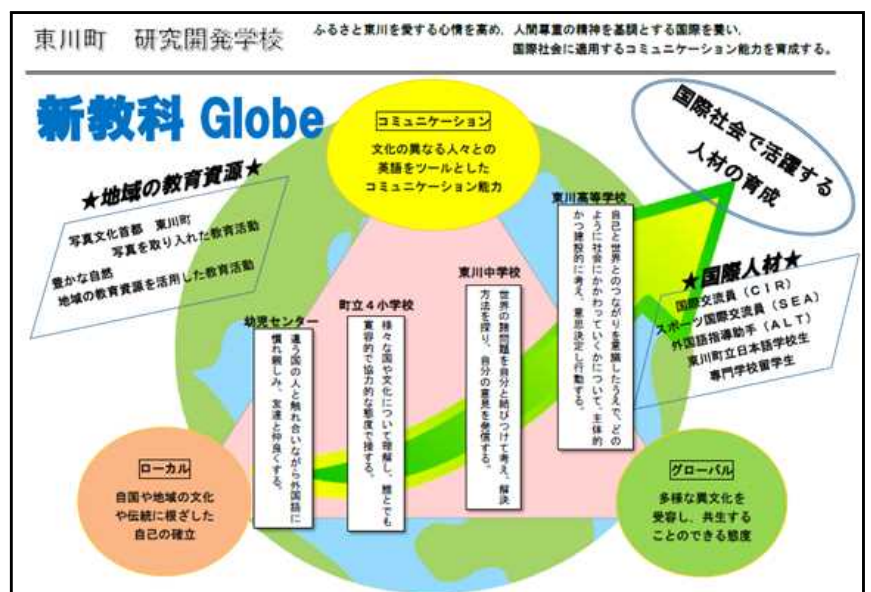 東川町 研究開発学校
ふるさと東川を愛する心情を高め，人間尊重の精神を基調とする国際を養い，
国際社会に適用するコミュニケーション能力を育成する。
新教科 Globe
コミュニケーション
文化の異なる人々との
英語をツールとした
コミュニケーション能力
国際社会で活躍する
人材の育成
★地域の教育資源★
写真文化首都 東川町
写真を取り入れた教育活動
豊かな自然
地域の教育資源を活用した教育活動
★国際人材★
国際交流員（ＣＩＲ）
スポーツ国際交流員（ＳＥＡ）
外国語指導助手（ＡＬＴ）
東川町立日本語学校生
専門学校留学生
幼児センター
違う国の人と触れ合いながら外国語に
慣れ親しみ、友達と仲良くする。
町立４小学校
様々な国や文化について理解し、誰とでも
寛容的で協力的な態度で接する。
東川中学校
世界の諸問題を自分と結びつけて考え、解決
方法を探り、自分の意見を発信する。
東川高等学校
自己と世界とのつながりを意識したうえで、どの
ように社会にかかわっていくかについて、主体的
かつ建設的に考え、意思決定し行動する。
ローカル
自国や地域の文化
や伝統に根ざした
自己の確立
グローバル
多様な異文化を
受容し、共生する
ことのできる態度